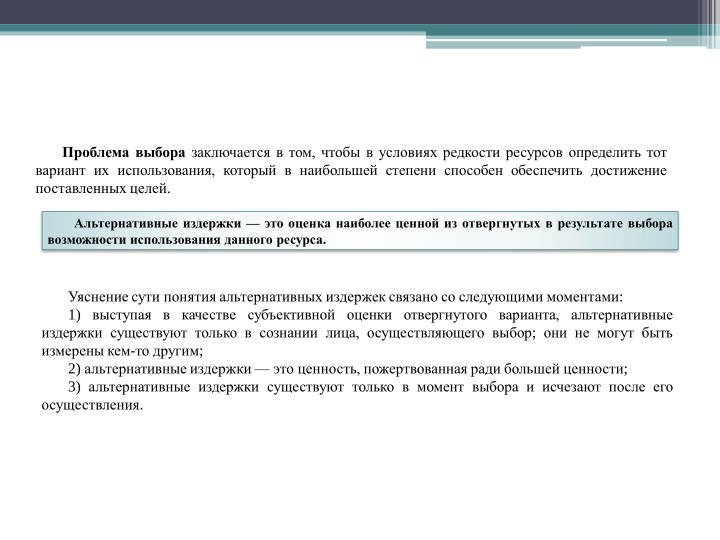 Проблема выбора заключается в том, чтобы в условиях редкости ресурсов определить тот
вариант их использования, который в наибольшей степени способен обеспечить достижение
поставленных целей.
Альтернативные издержки — это оценка наиболее ценной из отвергнутых в результате выбора
возможности использования данного ресурса.
Уяснение сути понятия альтернативных издержек связано со следующими моментами:
1) выступая в качестве субъективной оценки отвергнутого варианта, альтернативные
издержки существуют только в сознании лица, осуществляющего выбор; они не могут быть
измерены кем-то другим;
2) альтернативные издержки — это ценность, пожертвованная ради большей ценности;
3) альтернативные издержки существуют только в момент выбора и исчезают после его
осуществления.